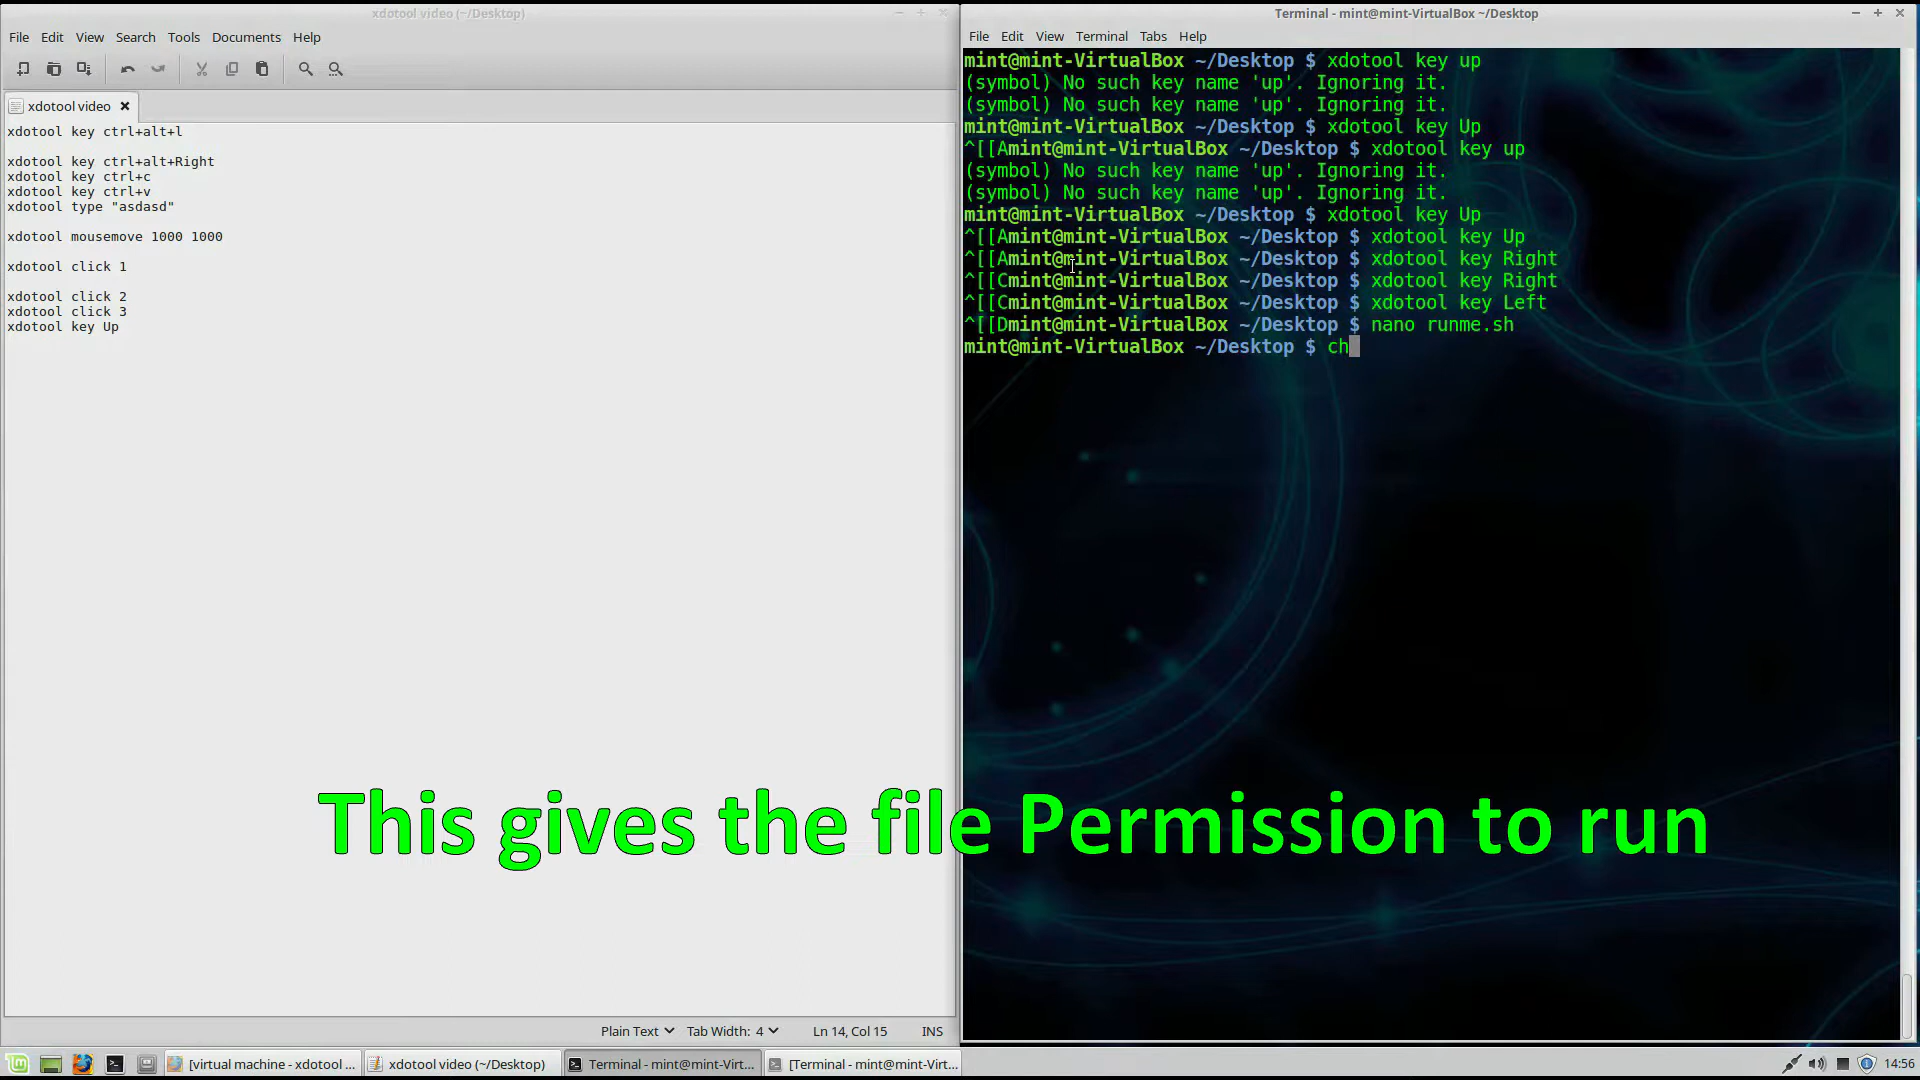 xdotool video (~/Desktop)
File Edit View Search Tools Documents Help
xdotool video
xdotool key ctrl+alt+l
xdotool key ctrl+alt+Right
xdotool key ctrl+c
xdotool key ctrl+v
xdotool type "asdasd"
xdotool mousemove 1000 1000
xdotool click 1
xdotool click 2
xdotool click 3
xdotool key Up
Plain Text Tab Width: 4 Ln 14, Col 15 INS
Terminal - mint@mint-VirtualBox ~/Desktop
File Edit View Terminal Tabs Help
mint@mint-VirtualBox ~/Desktop $ xdotool key up
(symbol) No such key name 'up'. Ignoring it.
(symbol) No such key name 'up'. Ignoring it.
mint@mint-VirtualBox ~/Desktop $ xdotool key Up
^[[Amint@mint-VirtualBox ~/Desktop $ xdotool key up
(symbol) No such key name 'up'. Ignoring it.
(symbol) No such key name 'up'. Ignoring it.
mint@mint-VirtualBox ~/Desktop $ xdotool key Up
^[[Amint@mint-VirtualBox ~/Desktop $ xdotool key Up
^[[Amint@mint-VirtualBox ~/Desktop $ xdotool key Right
^[[Cmint@mint-VirtualBox ~/Desktop $ xdotool key Right
^[[Cmint@mint-VirtualBox ~/Desktop $ xdotool key Left
^[[Dmint@mint-VirtualBox ~/Desktop $ nano runme.sh
mint@mint-VirtualBox ~/Desktop $ ch
This gives the file Permission to run
[virtual machine - xdotool ... xdotool video (~/Desktop) Terminal - mint@mint-Virt... [Terminal - mint@mint-Virt... 14:56